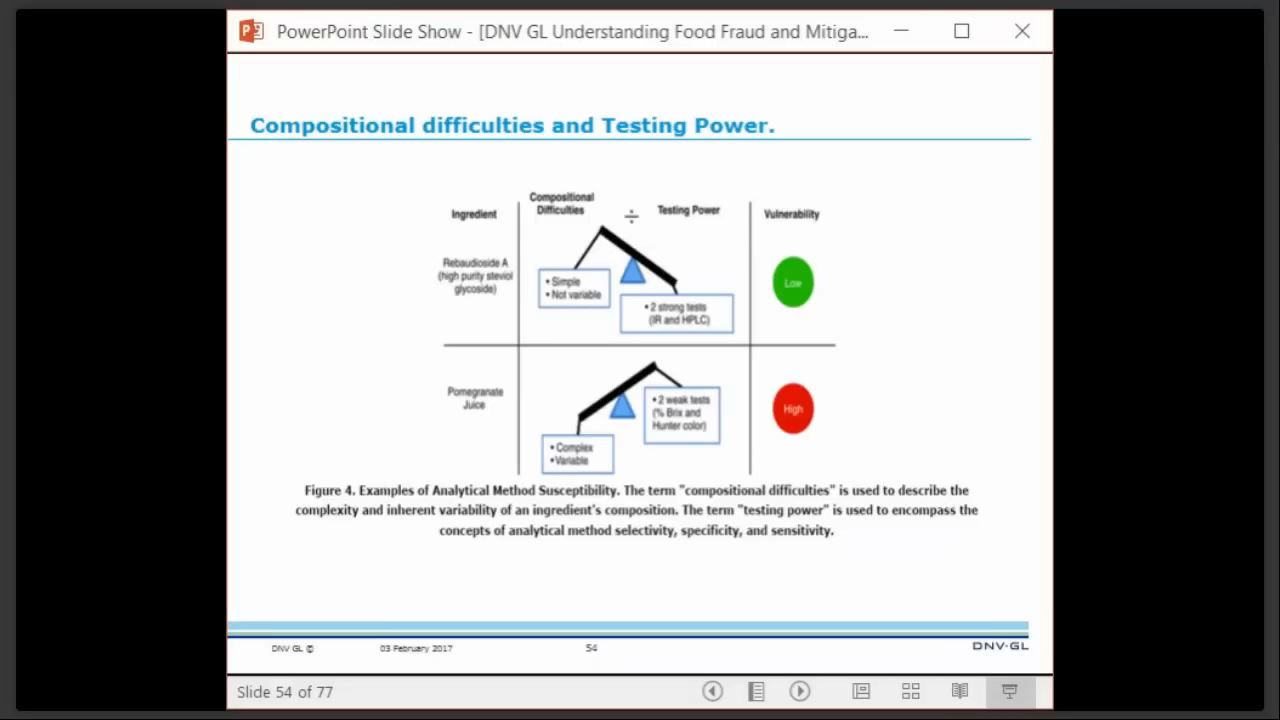 PowerPoint Slide Show - [DNV GL Understanding Food Fraud and Mitiga...
Compositional difficulties and Testing Power.
Ingredient
Compositional
Difficulties
÷
Testing Power
Vulnerability
Rebaudioside A
(high purity steviol
glycoside)
• Simple
• Not variable
• 2 strong tests
(IR and HPLC)
Low
Pomegranate
Juice
• Complex
• Variable
• 2 weak tests
(% Brix and
Hunter color)
High
Figure 4. Examples of Analytical Method Susceptibility. The term "compositional difficulties" is used to describe the
complexity and inherent variability of an ingredient's composition. The term "testing power" is used to encompass the
concepts of analytical method selectivity, specificity, and sensitivity.
DNV GL ©
03 February 2017
54
DNV·GL
Slide 54 of 77